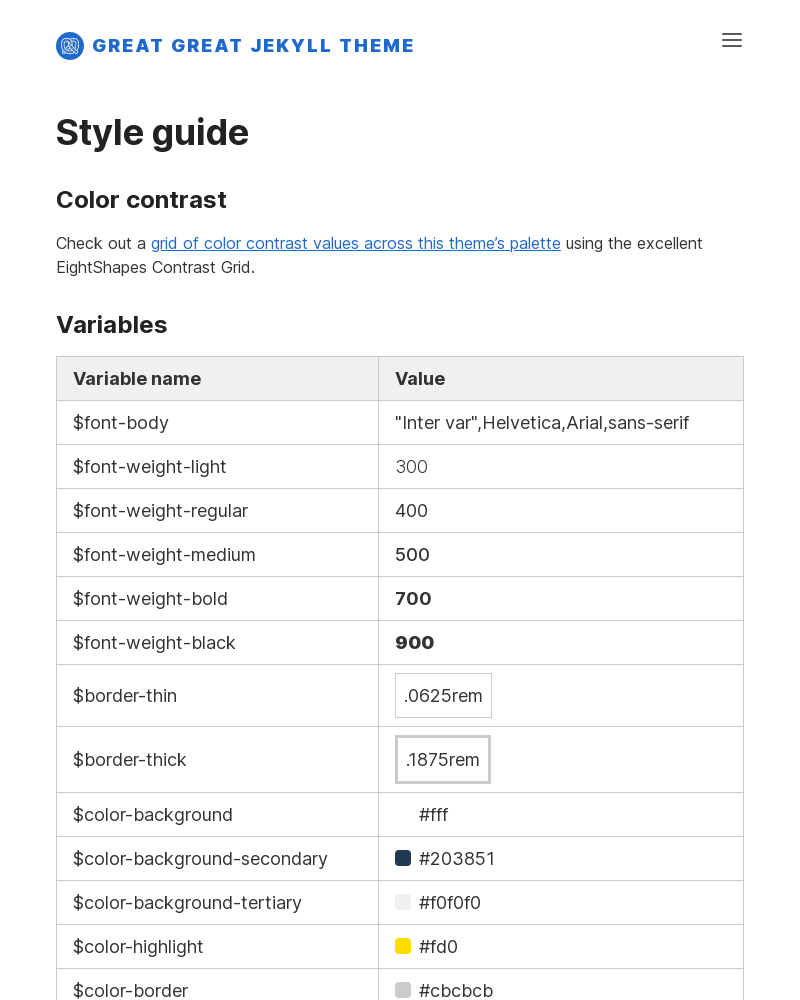 GREAT GREAT JEKYLL THEME
Style guide
Color contrast
Check out a grid of color contrast values across this theme’s palette using the excellent
EightShapes Contrast Grid.
Variables
Variable name Value
$font-body "Inter var",Helvetica,Arial,sans-serif
$font-weight-light 300
$font-weight-regular 400
$font-weight-medium 500
$font-weight-bold 700
$font-weight-black 900
$border-thin .0625rem
$border-thick .1875rem
$color-background #fff
$color-background-secondary #203851
$color-background-tertiary #f0f0f0
$color-highlight #fd0
$color-border #cbcbcb